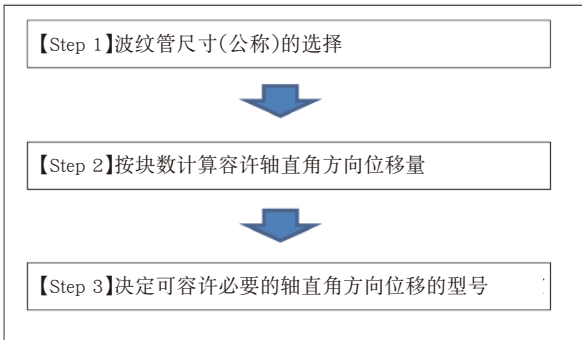 【Step 1】波纹管尺寸(公称)的选择
【Step 2】按块数计算容许轴直角方向位移量
【Step 3】决定可容许必要的轴直角方向位移的型号